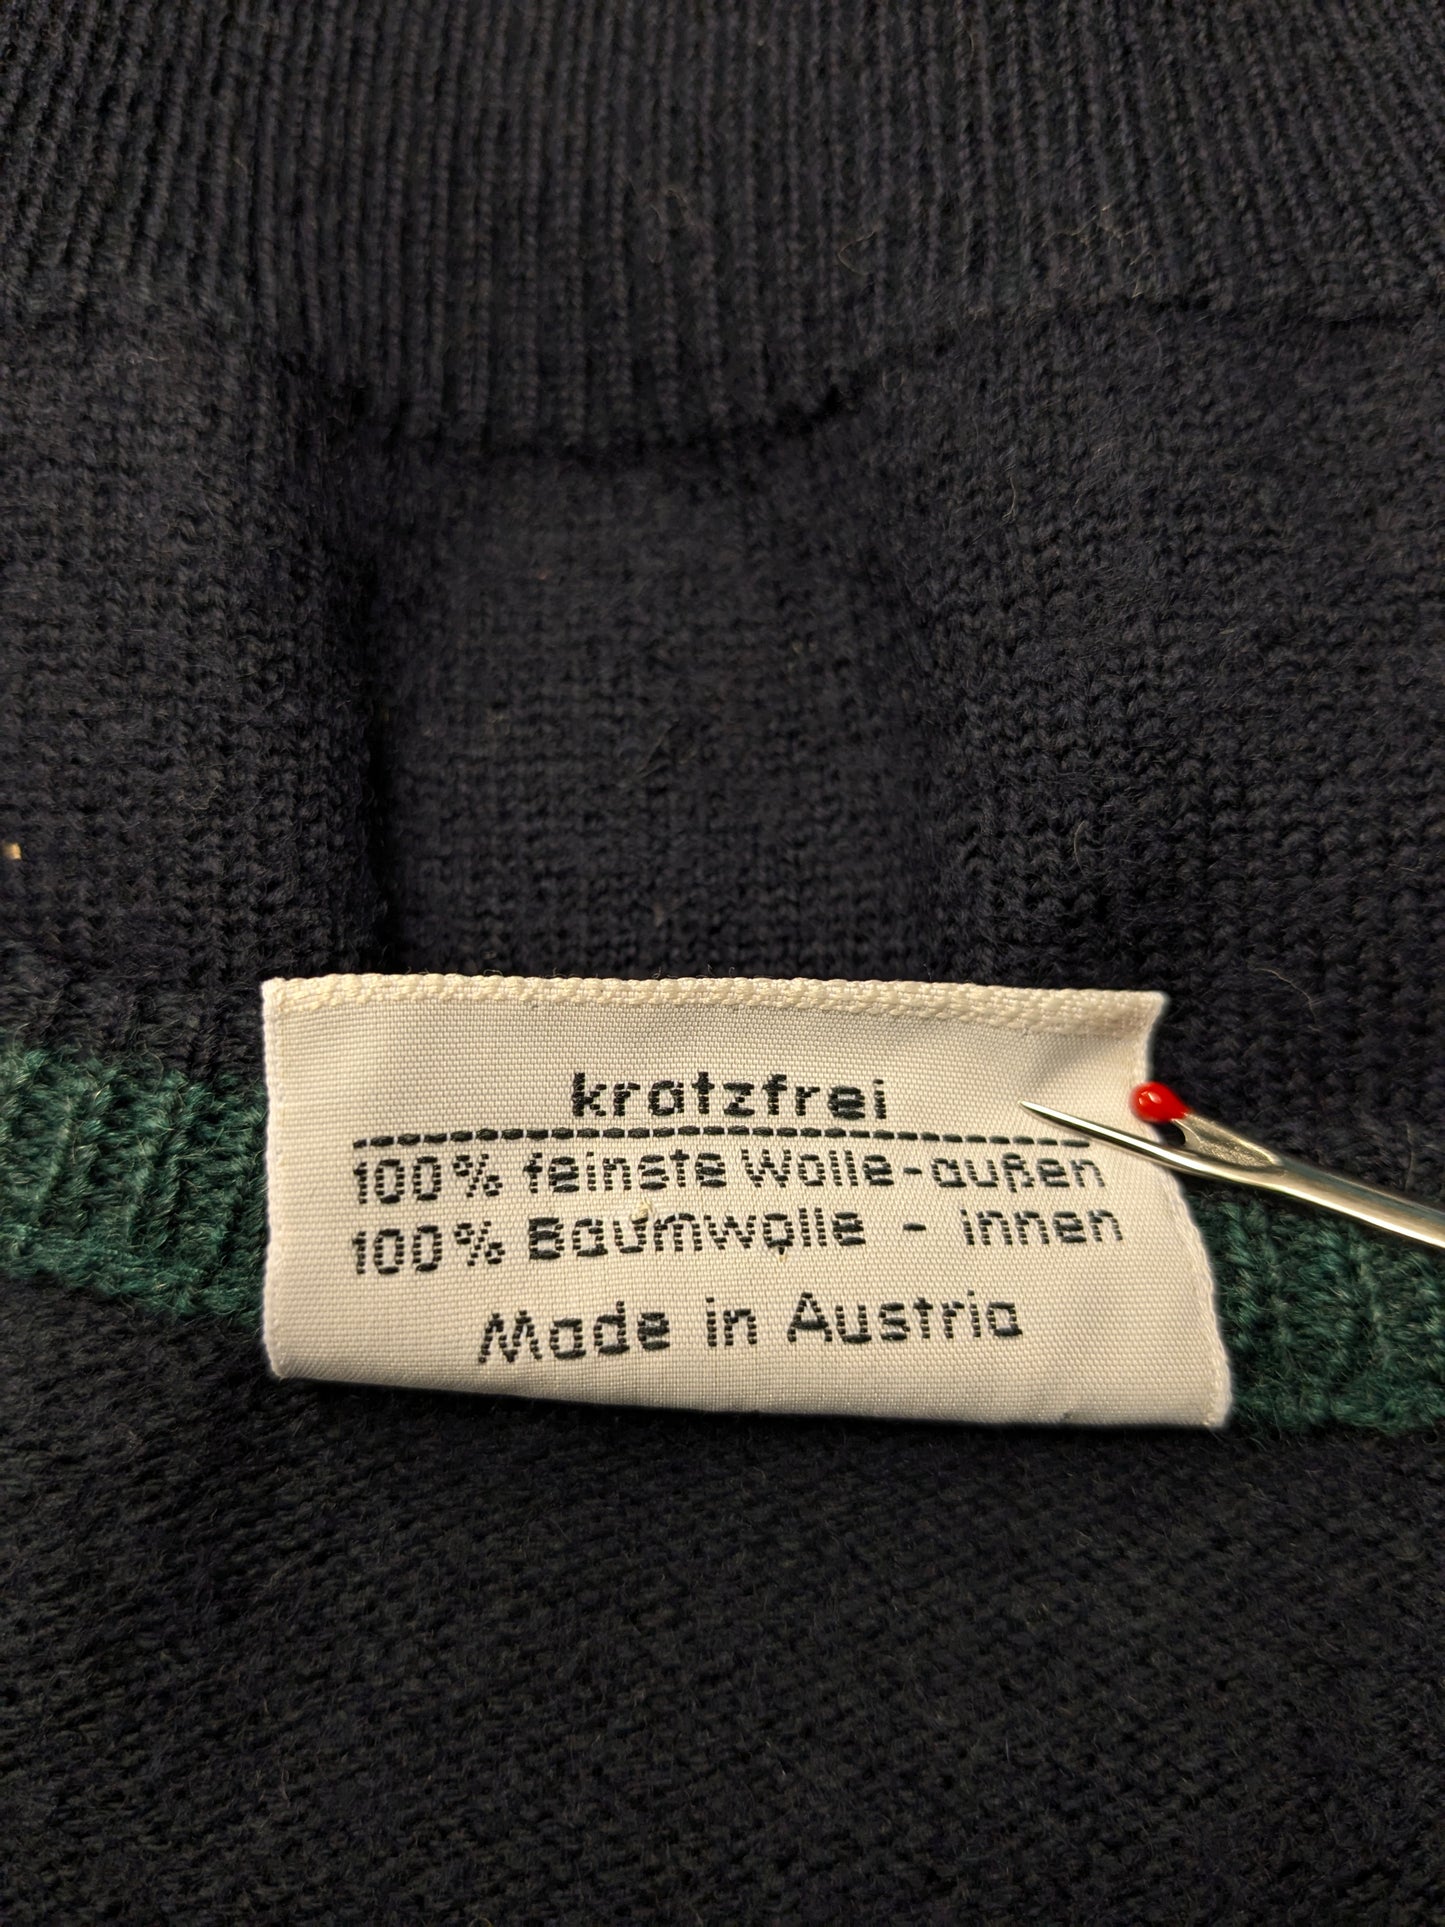 kratzfrei
100% feinste Wolle-außen
100% Baumwolle - innen
Made in Austria